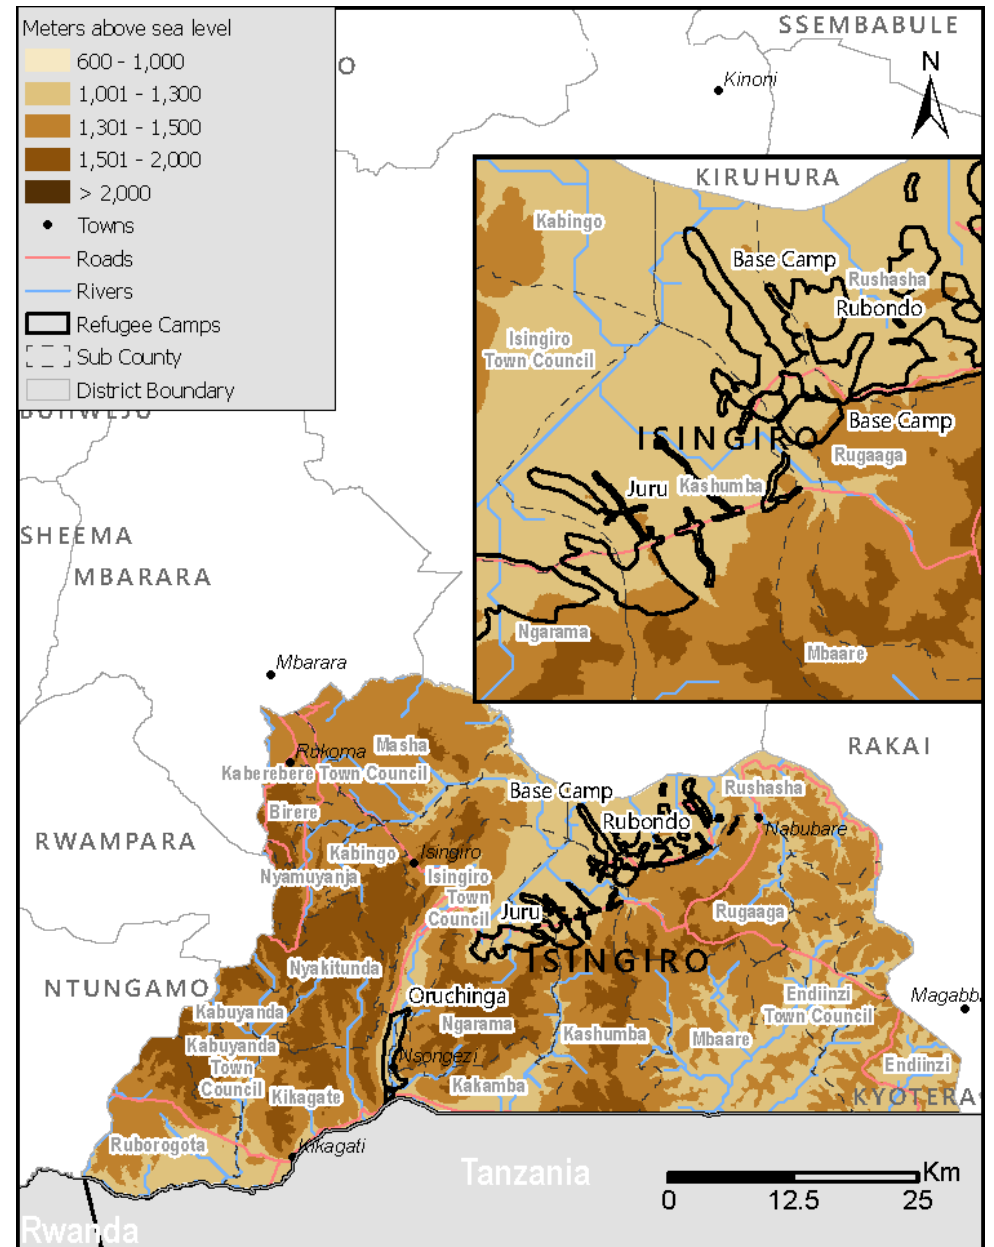 Meters above sea level
600 - 1,000
1,001 - 1,300
1,301 - 1,500
1,501 - 2,000
> 2,000
Towns
Roads
Rivers
Refugee Camps
Sub County
District Boundary
SSEMBABULE
O
Kinoni
N
KIRUHURA
Kabingo
Base Camp
Rushasha
Rubondo
Isingiro
Town Council
Base Camp
ISINGIRO
Rugaaga
Juru
Kashumba
Ngarama
Mbaare
BUHWEJU
SHEEMA
MBARARA
Mbarara
RAKAI
Masha
Rukoma
Kaberebere Town Council
Base Camp
Rushasha
Birere
Rubondo
Nabubare
RWAMPARA
Kabingo
Isingiro
Nyamuyanja
Isingiro
Town
Council
Juru
Rugaaga
ISINGIRO
Nyakitunda
NTUNGAMO
Oruchinga
Endiinzi
Town Council
Magabb
Kabuyanda
Ngarama
Kashumba
Mbaare
Kabuyanda
Town
Council
Nsongezi
Endiinzi
Kikagate
Kakamba
KYOTERA
Ruborogota
Kikagati
Tanzania
Km
0 12.5 25
Rwanda